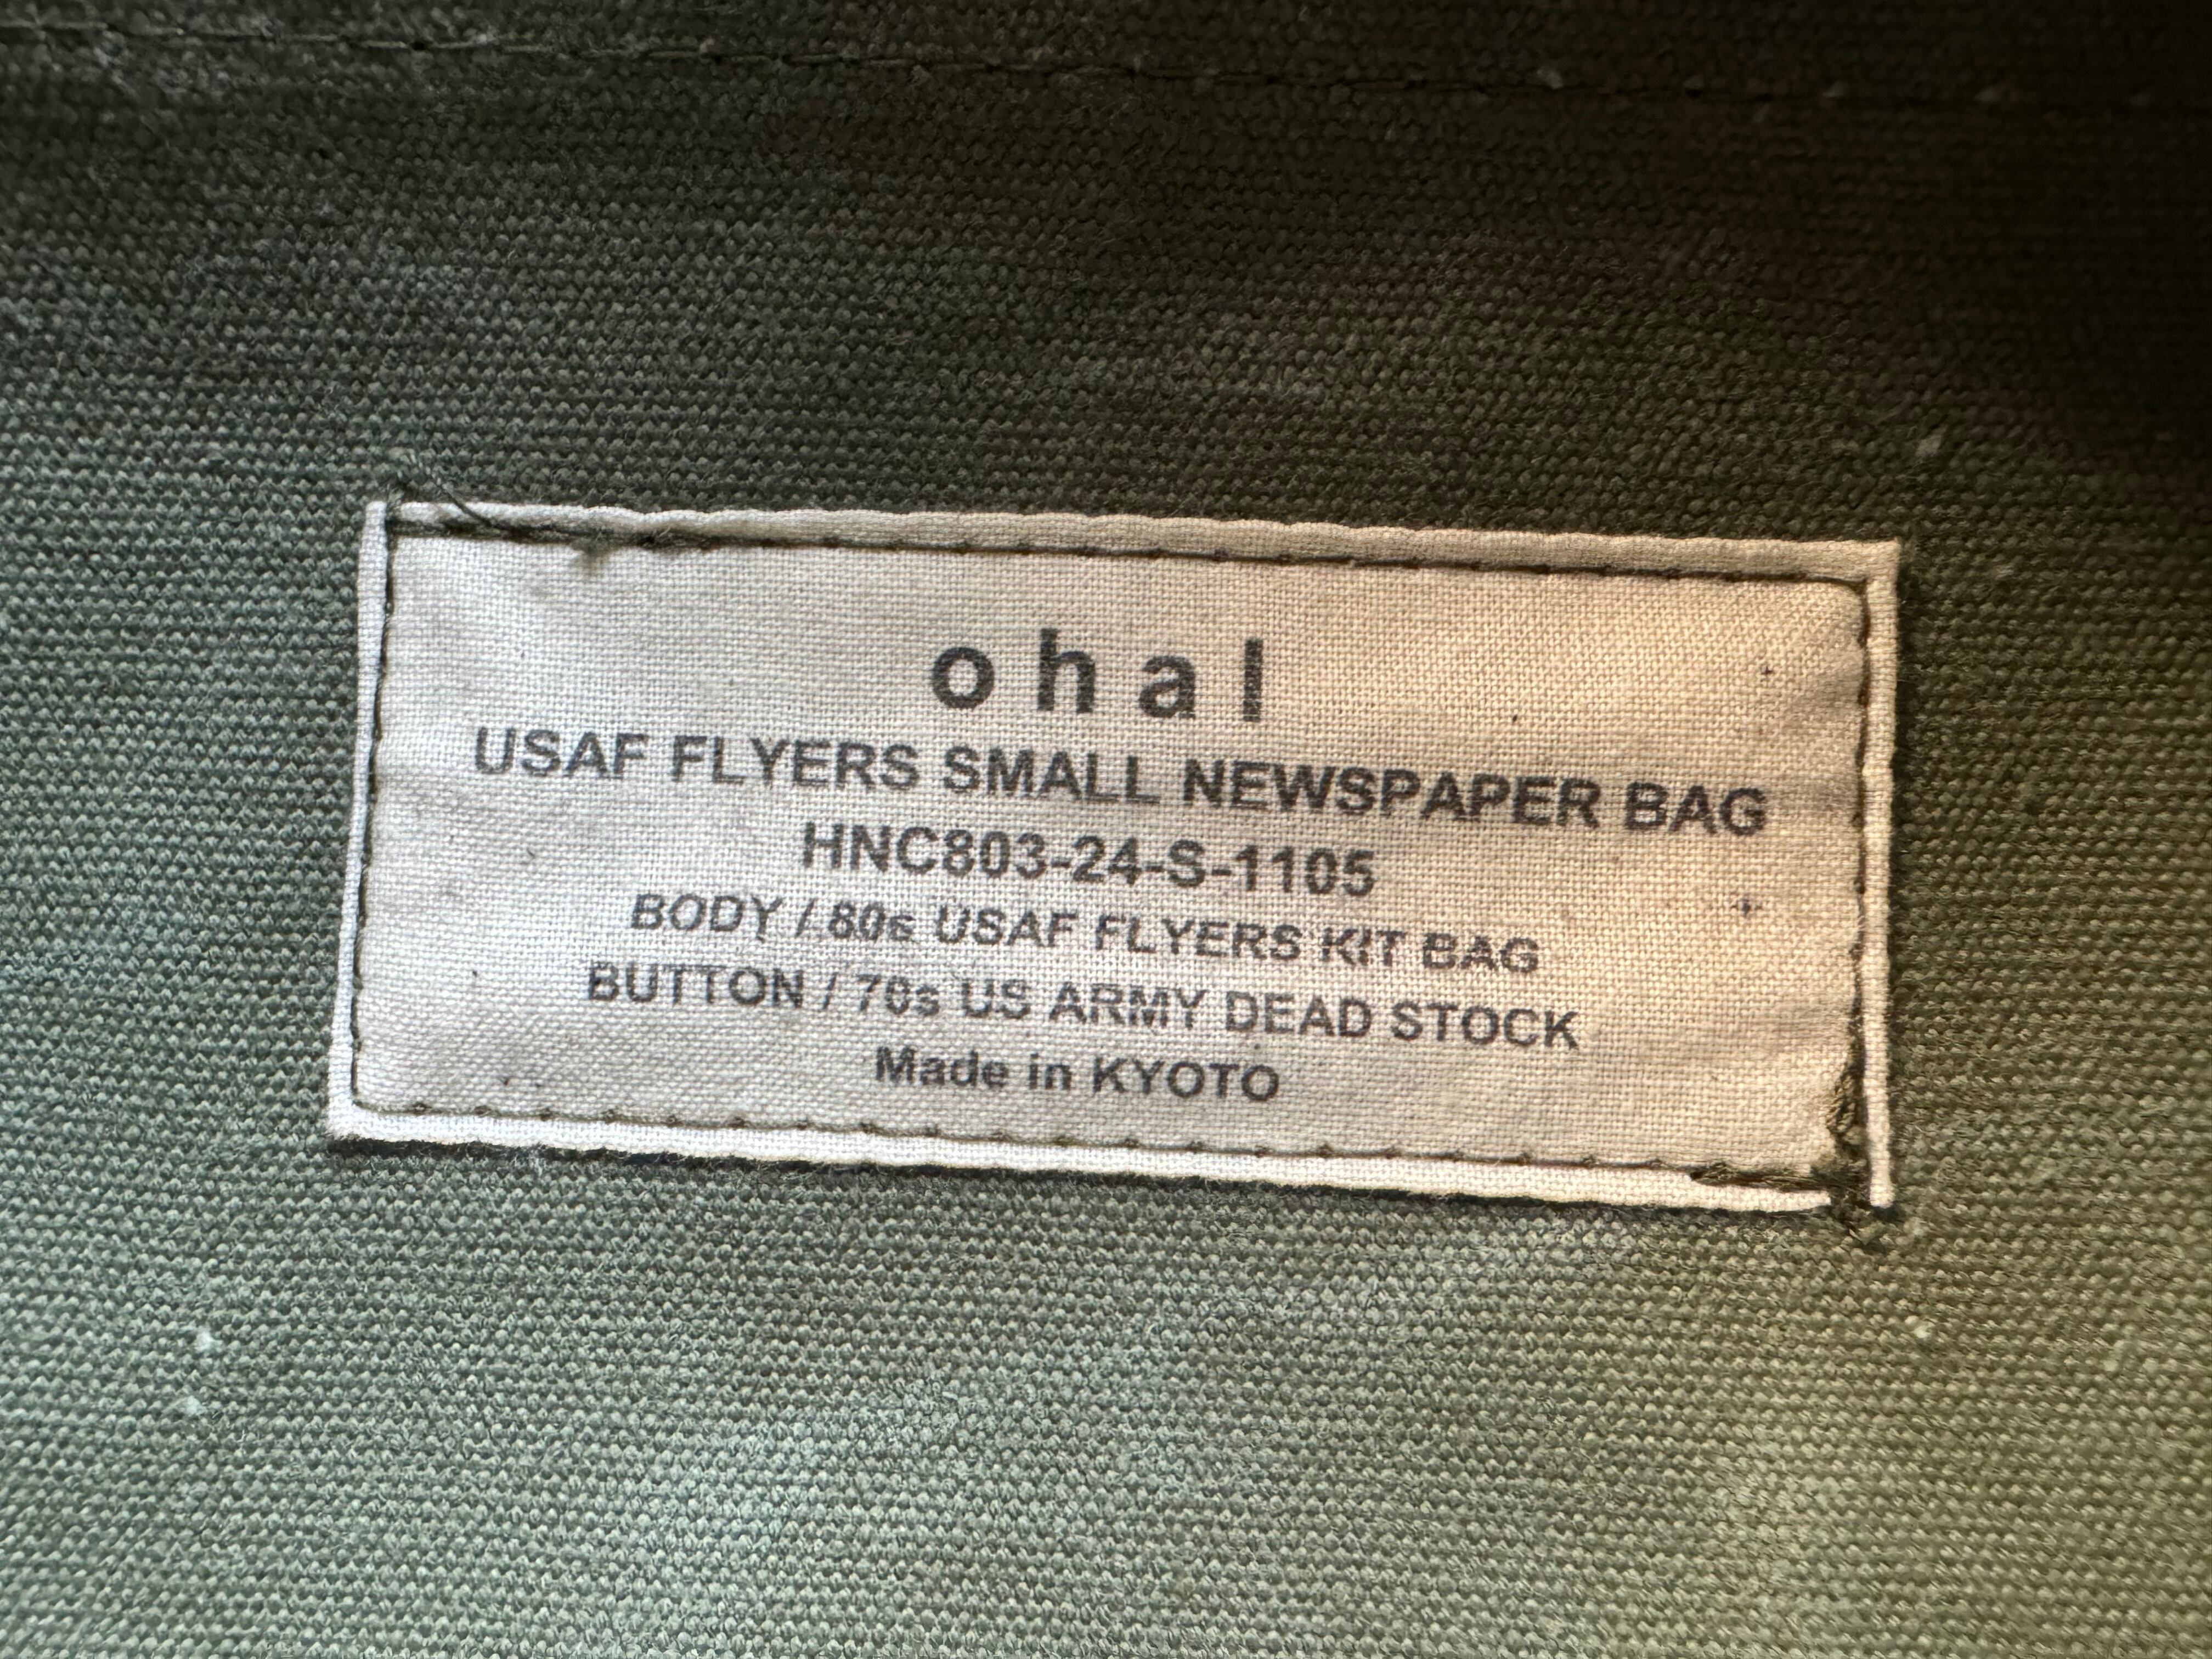 ohal
USAF FLYERS SMALL NEWSPAPER BAG
HNC803-24-S-1105
BODY / 80s USAF FLYERS KIT BAG
BUTTON / 70s US ARMY DEAD STOCK
Made in KYOTO